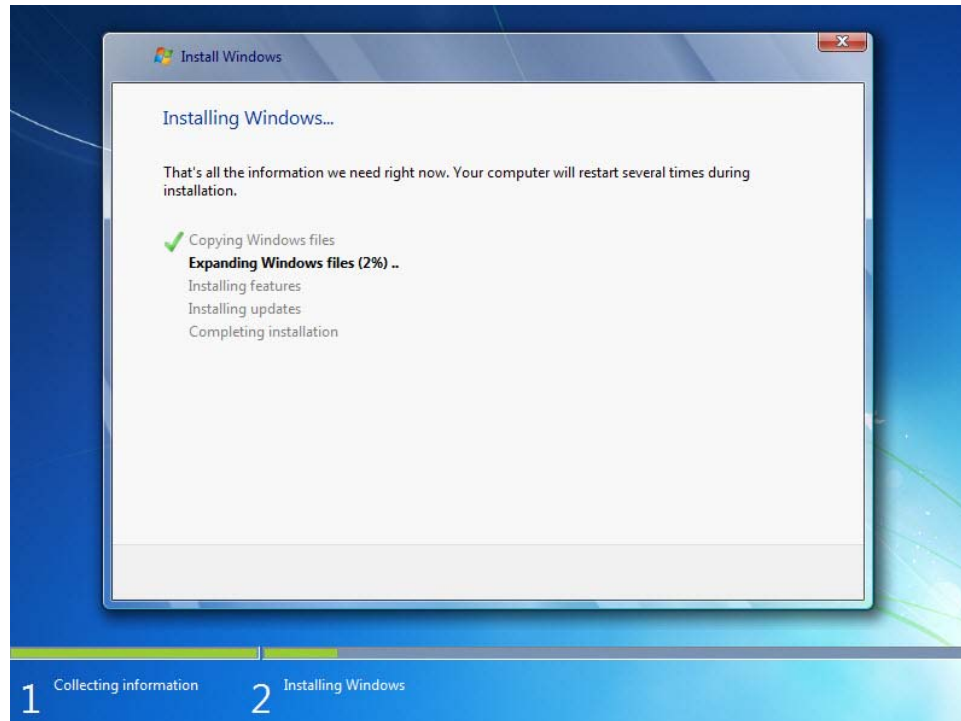 Install Windows
Installing Windows...
That's all the information we need right now. Your computer will restart several times during
installation.
Copying Windows files
Expanding Windows files (2%) ..
Installing features
Installing updates
Completing installation
1 Collecting information
2 Installing Windows